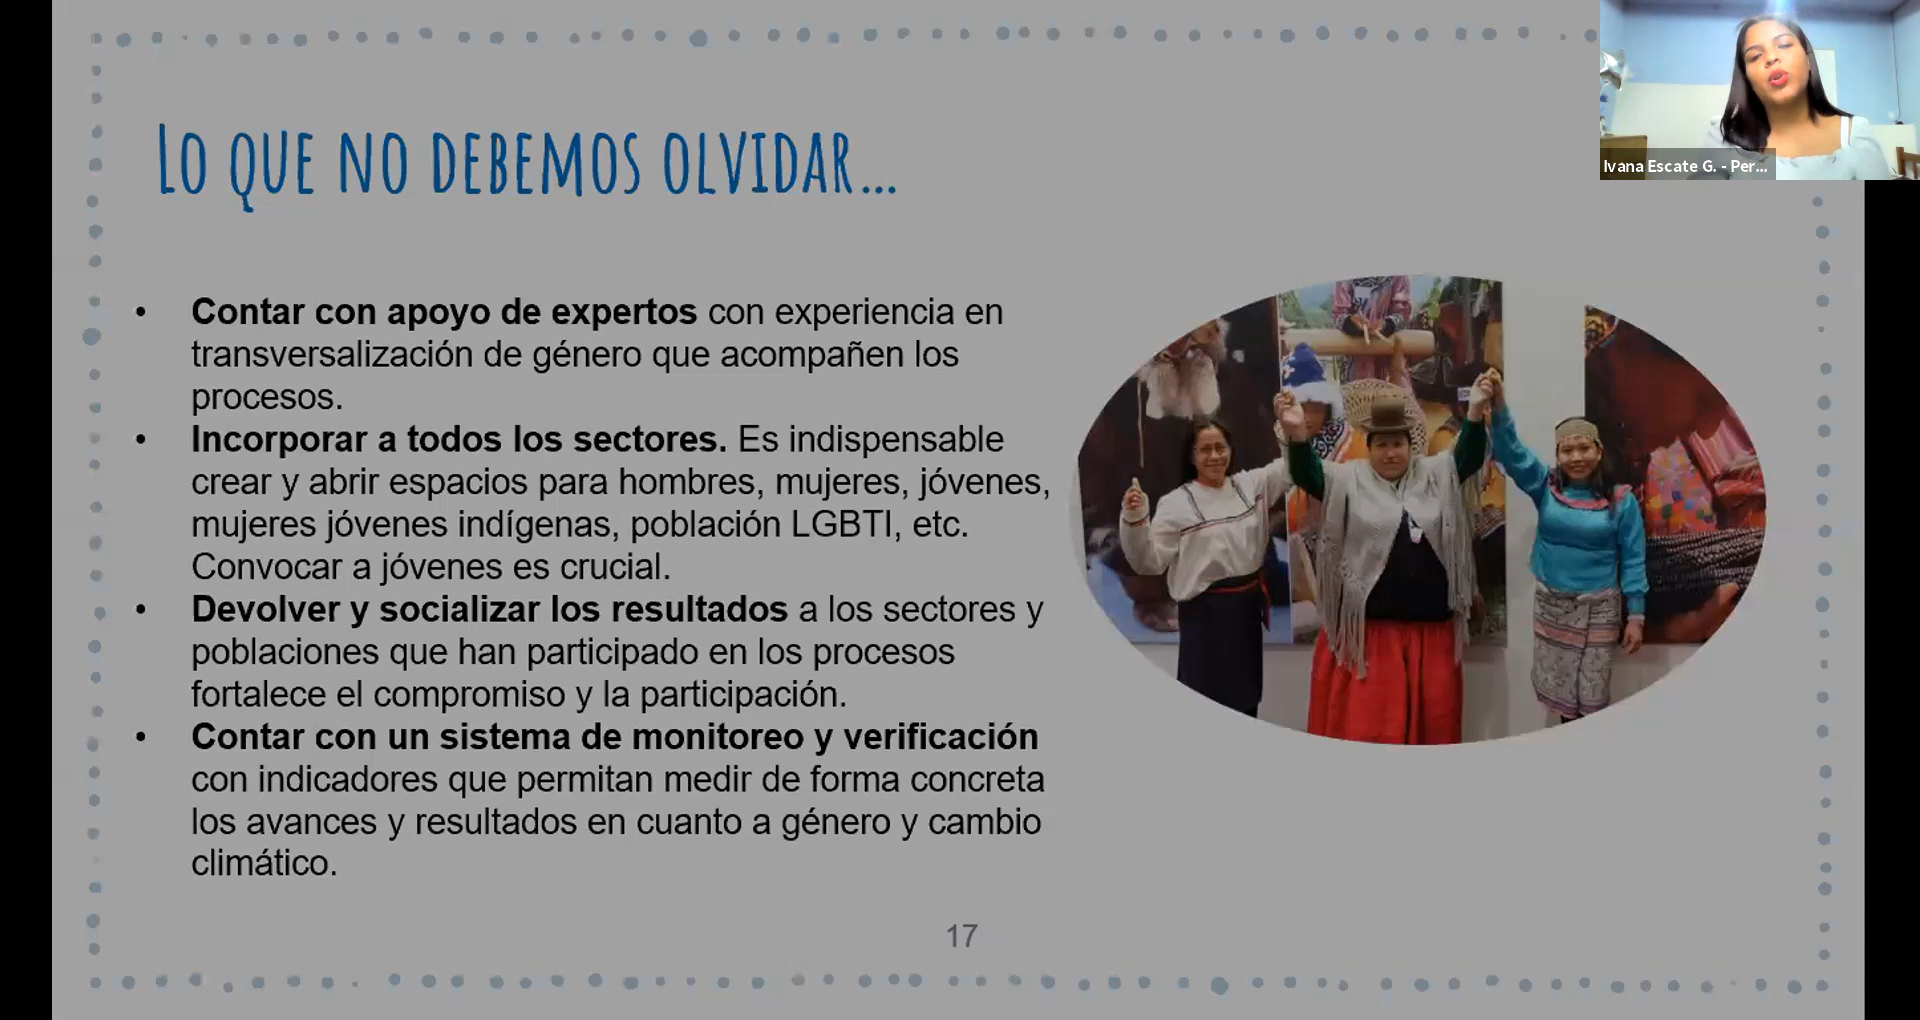 Lo que no debemos olvidar...
Ivana Escate G. - Per...
• Contar con apoyo de expertos con experiencia en
transversalización de género que acompañen los
procesos.
• Incorporar a todos los sectores. Es indispensable
crear y abrir espacios para hombres, mujeres, jóvenes,
mujeres jóvenes indígenas, población LGBTI, etc.
Convocar a jóvenes es crucial.
• Devolver y socializar los resultados a los sectores y
poblaciones que han participado en los procesos
fortalece el compromiso y la participación.
• Contar con un sistema de monitoreo y verificación
con indicadores que permitan medir de forma concreta
los avances y resultados en cuanto a género y cambio
climático.
17